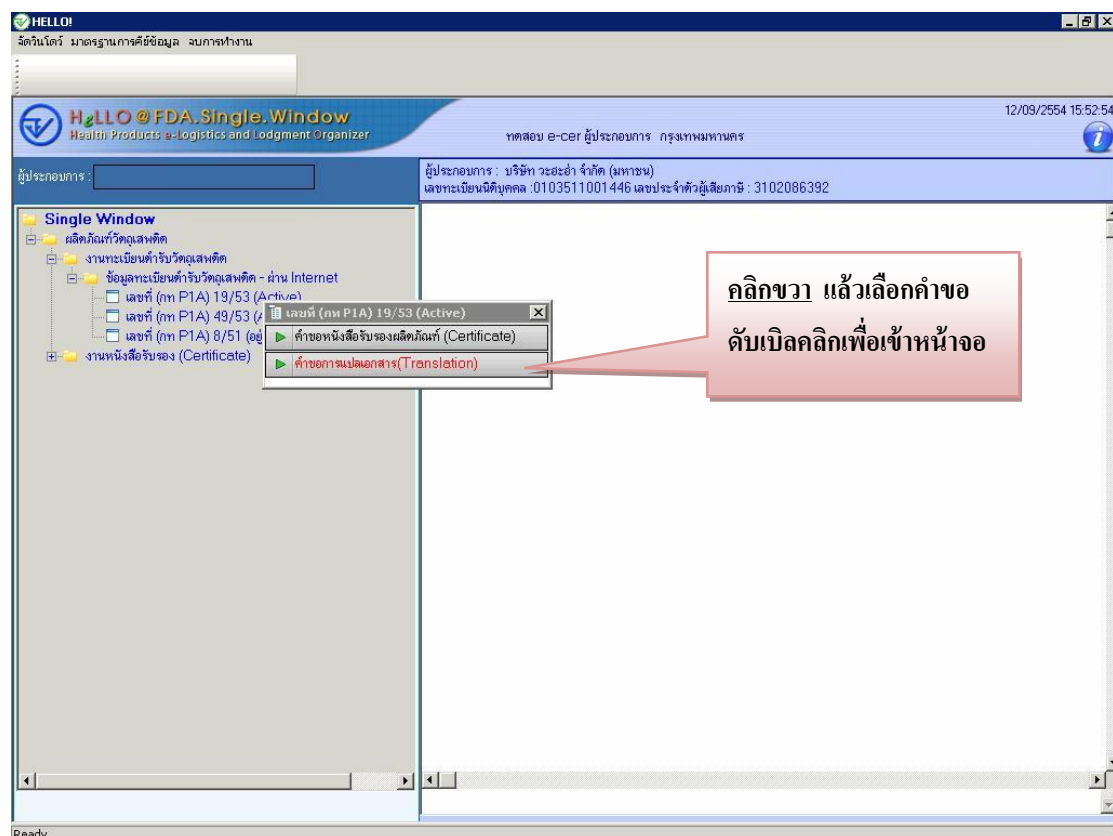 HELLO!
จัดวินโดว์ มาตรฐานการคีย์ข้อมูล จบการทำงาน
HeLLO @ FDA.Single.Window
Health Products e-Logistics and Lodgment Organizer
12/09/2554 15:52:54
ทดสอบ e-cer ผู้ประกอบการ กรุงเทพมหานคร
ผู้ประกอบการ :
ผู้ประกอบการ : บริษัท วะฮะฮ่า จำกัด (มหาชน)
เลขทะเบียนนิติบุคคล :0103511001446 เลขประจำตัวผู้เสียภาษี : 3102086392
Single Window
ผลิตภัณฑ์วัตถุเสพติด
งานทะเบียนตำรับวัตถุเสพติด
ข้อมูลทะเบียนตำรับวัตถุเสพติด - ผ่าน Internet
เลขที่ (กท P1A) 19/53 (Active)
เลขที่ (กท P1A) 49/53 (A
เลขที่ (กท P1A) 8/51 (อยู่
งานหนังสือรับรอง (Certificate)
เลขที่ (กท P1A) 19/53 (Active)
คำขอหนังสือรับรองผลิตภัณฑ์ (Certificate)
คำขอการแปลเอกสาร(Translation)
คลิกขวา แล้วเลือกคำขอ
ดับเบิลคลิกเพื่อเข้าหน้าจอ
Ready